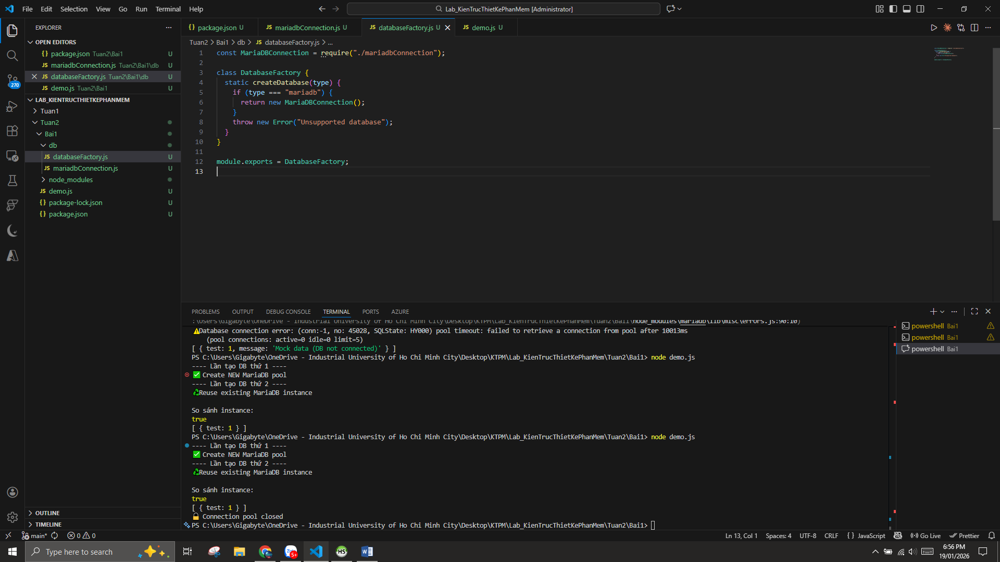 File Edit Selection View Go Run Terminal Help
Lab_KienTrucThietKePhanMem [Administrator]
EXPLORER
OPEN EDITORS
package.json Tuan2\Bai1 U
mariadbConnection.js Tuan2\Bai1\db U
databaseFactory.js Tuan2\Bai1\db U
demo.js Tuan2\Bai1 U
LAB_KIENTRUCTHIETKEPHANMEM
Tuan1
Tuan2
Bai1
db
databaseFactory.js U
mariadbConnection.js U
node_modules
demo.js U
package-lock.json U
package.json U
OUTLINE
TIMELINE
270
package.json U
mariadbConnection.js U
databaseFactory.js U
demo.js U
Tuan2 > Bai1 > db > JS databaseFactory.js > ...
1 const MariaDBConnection = require("./mariadbConnection");
2
3 class DatabaseFactory {
4 static createDatabase(type) {
5 if (type === "mariadb") {
6 return new MariaDBConnection();
7 }
8 throw new Error("Unsupported database");
9 }
10 }
11
12 module.exports = DatabaseFactory;
13
PROBLEMS OUTPUT DEBUG CONSOLE TERMINAL PORTS AZURE
:\Users\Gigabyte\OneDrive - Industrial University of Ho Chi Minh City\Desktop\KTPM\Lab_KienTrucThietKePhanMem\Tuan2\Bai1\node_modules\mariadb\lib\misc\errors.js:90:10)
⚠️Database connection error: (conn:-1, no: 45028, SQLState: HY000) pool timeout: failed to retrieve a connection from pool after 10013ms
(pool connections: active=0 idle=0 limit=5)
[ { test: 1, message: 'Mock data (DB not connected)' } ]
PS C:\Users\Gigabyte\OneDrive - Industrial University of Ho Chi Minh City\Desktop\KTPM\Lab_KienTrucThietKePhanMem\Tuan2\Bai1> node demo.js
---- Lần tạo DB thứ 1 ----
✅ Create NEW MariaDB pool
---- Lần tạo DB thứ 2 ----
♻️Reuse existing MariaDB instance
So sánh instance:
true
[ { test: 1 } ]
PS C:\Users\Gigabyte\OneDrive - Industrial University of Ho Chi Minh City\Desktop\KTPM\Lab_KienTrucThietKePhanMem\Tuan2\Bai1> node demo.js
---- Lần tạo DB thứ 1 ----
✅ Create NEW MariaDB pool
---- Lần tạo DB thứ 2 ----
♻️Reuse existing MariaDB instance
So sánh instance:
true
[ { test: 1 } ]
🔒 Connection pool closed
PS C:\Users\Gigabyte\OneDrive - Industrial University of Ho Chi Minh City\Desktop\KTPM\Lab_KienTrucThietKePhanMem\Tuan2\Bai1>
powershell Bai1
powershell Bai1
powershell Bai1
main* 0 0
Ln 13, Col 1 Spaces: 4 UTF-8 CRLF {} JavaScript Go Live Prettier
Type here to search
5+
HS
6:56 PM
19/01/2026